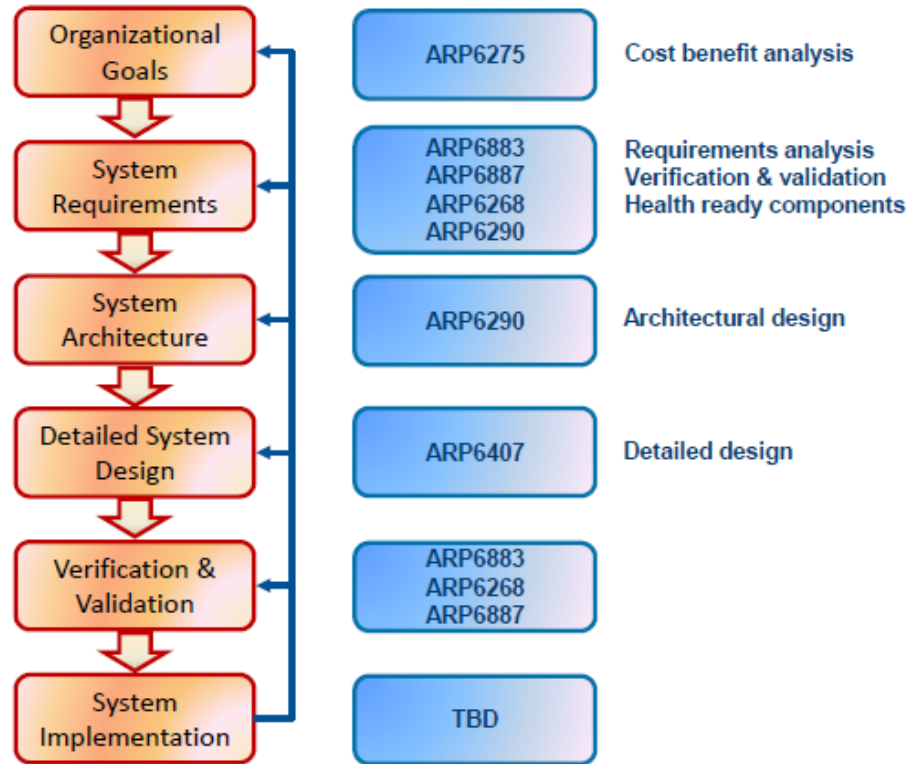 Organizational
Goals
ARP6275
Cost benefit analysis
System
Requirements
ARP6883
ARP6887
ARP6268
ARP6290
Requirements analysis
Verification & validation
Health ready components
System
Architecture
ARP6290
Architectural design
Detailed System
Design
ARP6407
Detailed design
Verification &
Validation
ARP6883
ARP6268
ARP6887
System
Implementation
TBD